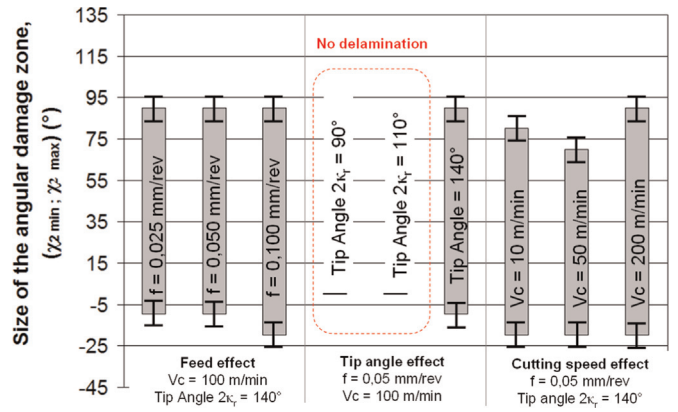 Size of the angular damage zone,
(χ2 min ; χ2 max) (°)
135
115
95
75
55
35
15
-5
-25
-45
No delamination
f = 0,025 mm/rev
f = 0,050 mm/rev
f = 0,100 mm/rev
Tip Angle 2κr = 90°
Tip Angle 2κr = 110°
Tip Angle = 140°
Vc = 10 m/min
Vc = 50 m/min
Vc = 200 m/min
Feed effect
Vc = 100 m/min
Tip Angle 2κr = 140°
Tip angle effect
f = 0,05 mm/rev
Vc = 100 m/min
Cutting speed effect
f = 0,05 mm/rev
Tip angle 2κr = 140°